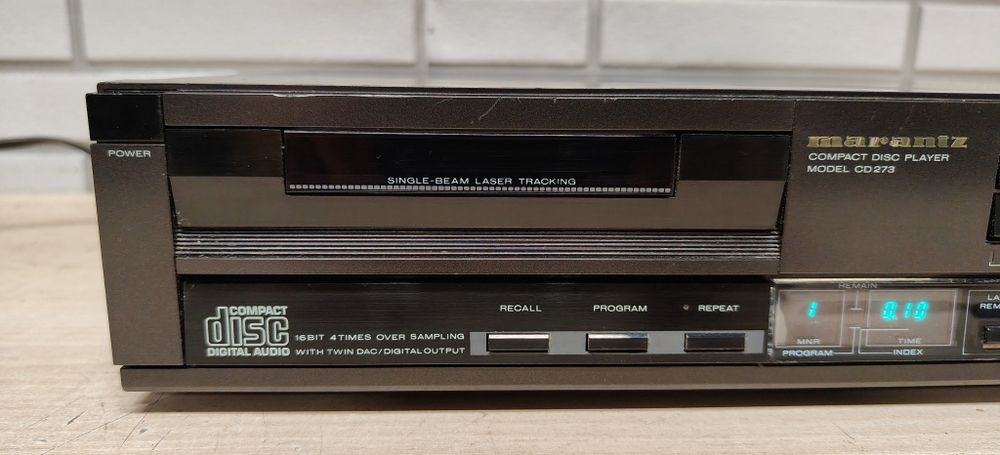 POWER
SINGLE-BEAM LASER TRACKING
marantz
COMPACT DISC PLAYER
MODEL CD273
COMPACT
disc
DIGITAL AUDIO
16BIT 4TIMES OVER SAMPLING
WITH TWIN DAC/DIGITAL OUTPUT
RECALL
PROGRAM
REPEAT
REMAIN
1
0.10
MNR
TIME
PROGRAM
INDEX